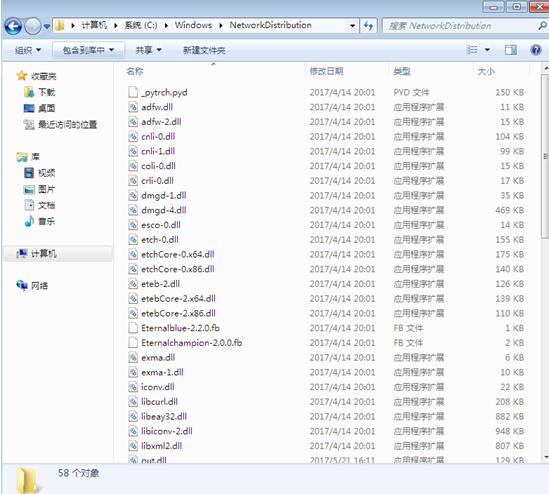 计算机 ▸ 系统 (C:) ▸ Windows ▸ NetworkDistribution
搜索 NetworkDistribution
组织 包含到库中 共享 新建文件夹
收藏夹
下载
桌面
最近访问的位置
库
视频
图片
文档
音乐
计算机
网络
名称 修改日期 类型 大小
_pytrch.pyd 2017/4/14 20:01 PYD 文件 150 KB
adfw.dll 2017/4/14 20:01 应用程序扩展 11 KB
adfw-2.dll 2017/4/14 20:01 应用程序扩展 15 KB
cnli-0.dll 2017/4/14 20:01 应用程序扩展 104 KB
cnli-1.dll 2017/4/14 20:01 应用程序扩展 99 KB
coli-0.dll 2017/4/14 20:01 应用程序扩展 15 KB
crli-0.dll 2017/4/14 20:01 应用程序扩展 17 KB
dmgd-1.dll 2017/4/14 20:01 应用程序扩展 35 KB
dmgd-4.dll 2017/4/14 20:01 应用程序扩展 469 KB
esco-0.dll 2017/4/14 20:01 应用程序扩展 14 KB
etch-0.dll 2017/4/14 20:01 应用程序扩展 155 KB
etchCore-0.x64.dll 2017/4/14 20:01 应用程序扩展 175 KB
etchCore-0.x86.dll 2017/4/14 20:01 应用程序扩展 140 KB
eteb-2.dll 2017/4/14 20:01 应用程序扩展 126 KB
etebCore-2.x64.dll 2017/4/14 20:01 应用程序扩展 139 KB
etebCore-2.x86.dll 2017/4/14 20:01 应用程序扩展 110 KB
Eternalblue-2.2.0.fb 2017/4/14 20:01 FB 文件 1 KB
Eternalchampion-2.0.0.fb 2017/4/14 20:01 FB 文件 2 KB
exma.dll 2017/4/14 20:01 应用程序扩展 6 KB
exma-1.dll 2017/4/14 20:01 应用程序扩展 10 KB
iconv.dll 2017/4/14 20:01 应用程序扩展 22 KB
libcurl.dll 2017/4/14 20:01 应用程序扩展 208 KB
libeay32.dll 2017/4/14 20:01 应用程序扩展 882 KB
libiconv-2.dll 2017/4/14 20:01 应用程序扩展 948 KB
libxml2.dll 2017/4/14 20:01 应用程序扩展 807 KB
out.dll 2017/5/21 16:11 应用程序扩展 129 KB
58 个对象